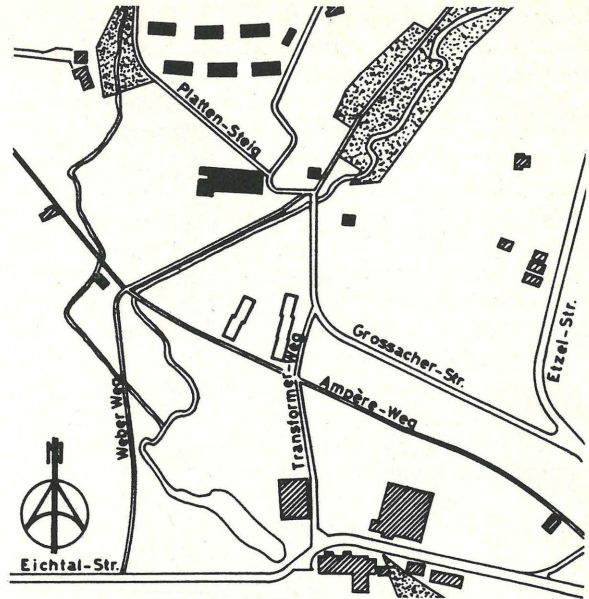 Platten-Steig
Grossacher-Str.
Etzel-Str.
Ampère-Weg
Transformer-Weg
Weber Weg
N
Eichtal-Str.